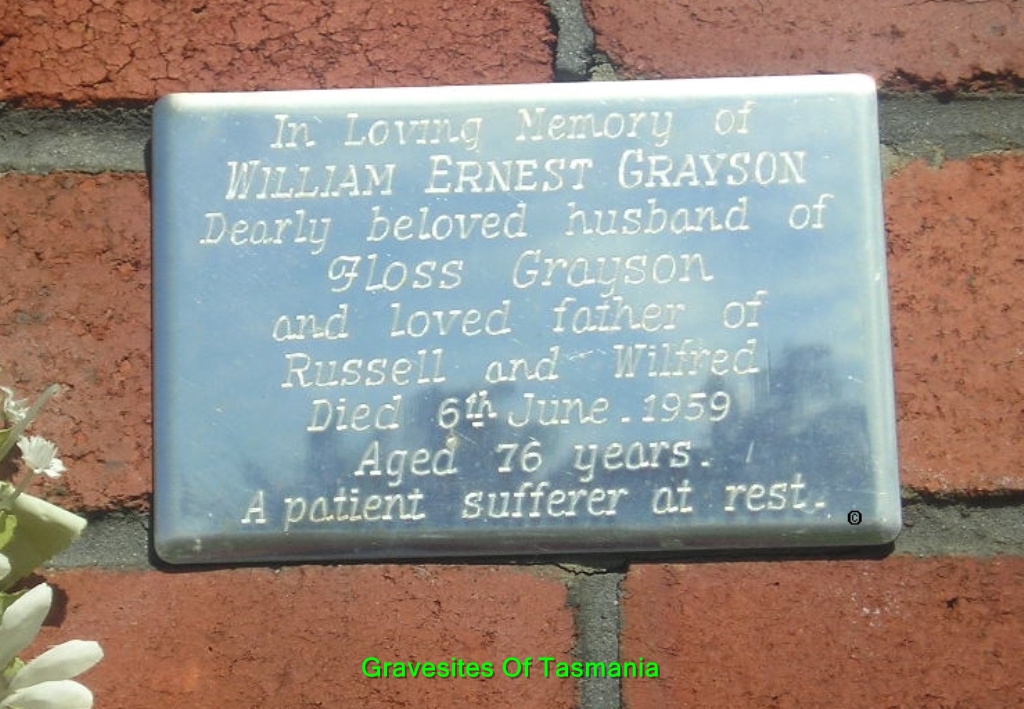 In Loving Memory of
WILLIAM ERNEST GRAYSON
Dearly beloved husband of
Floss Grayson
and loved father of
Russell and Wilfred
Died 6th June. 1959
Aged 76 years.
A patient sufferer at rest.
©
Gravesites Of Tasmania